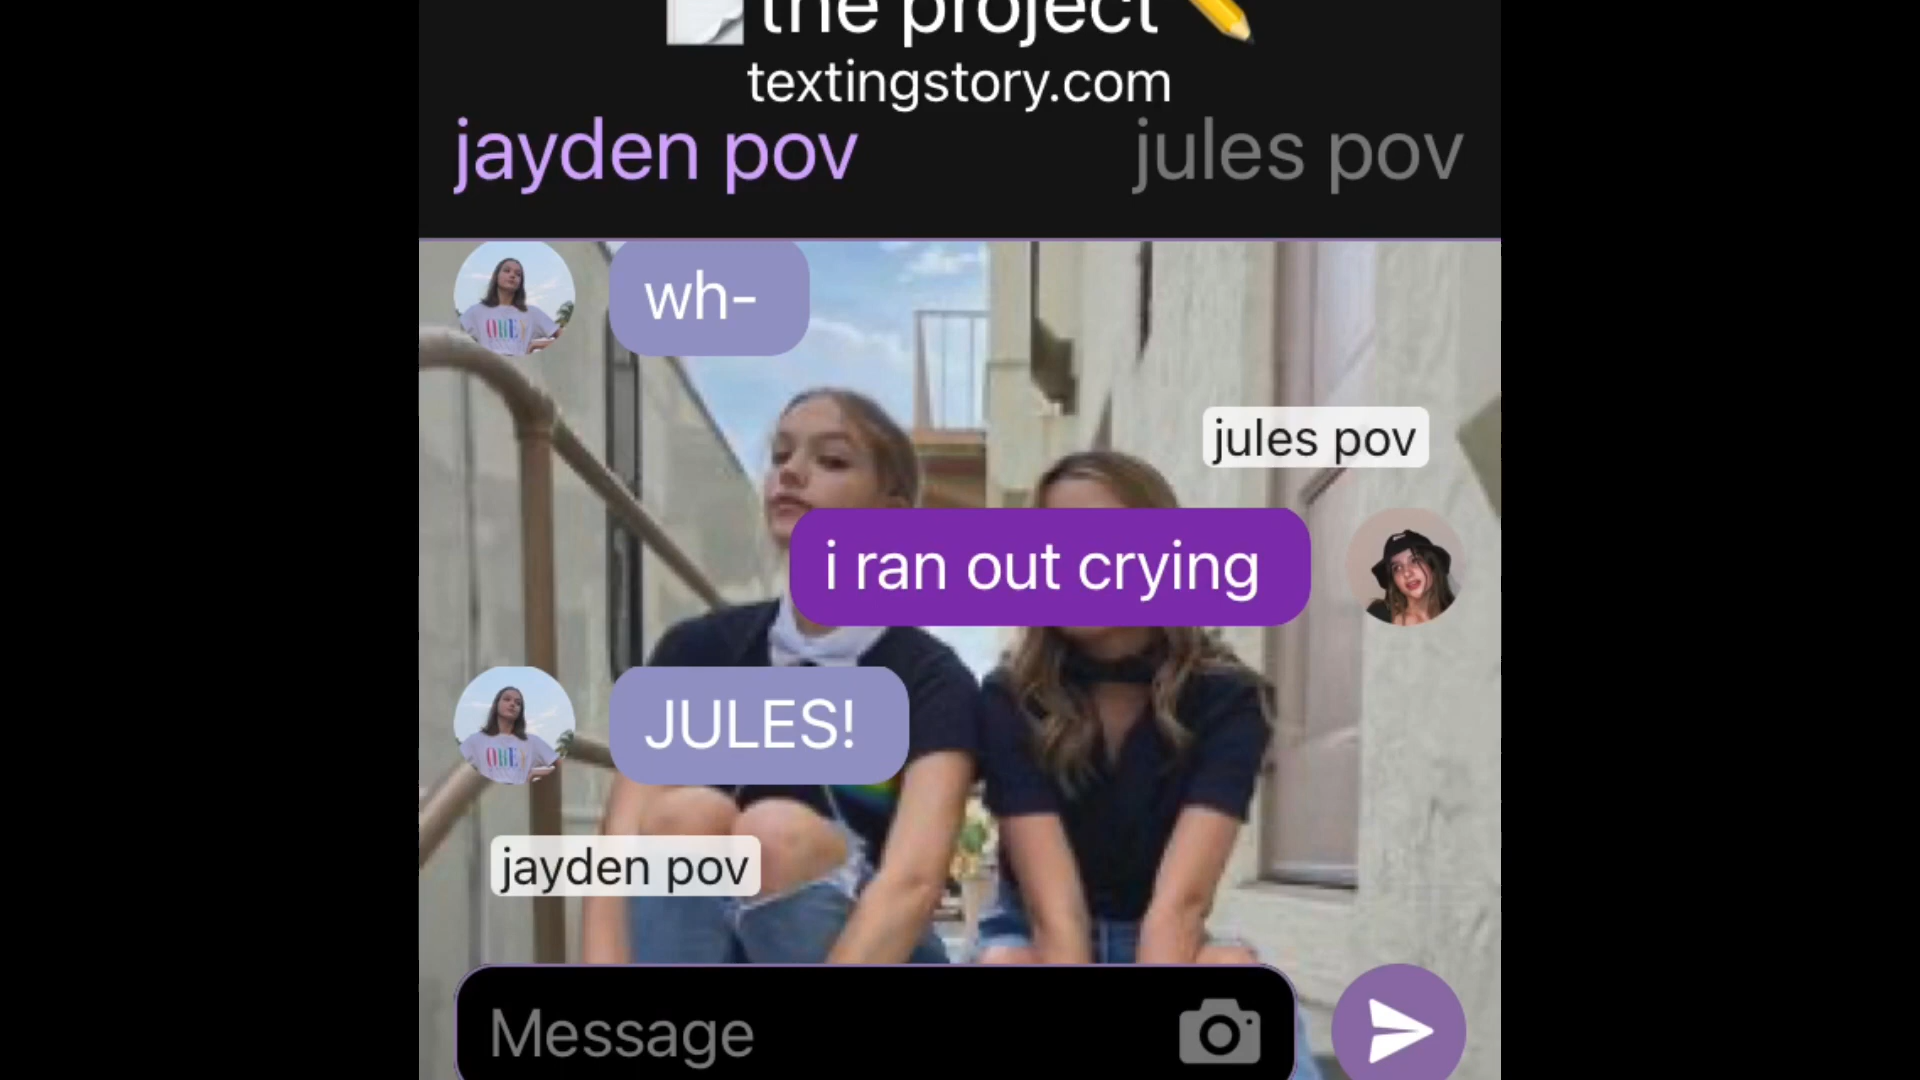 the project
textingstory.com
jayden pov
jules pov
wh-
jules pov
i ran out crying
JULES!
jayden pov
Message